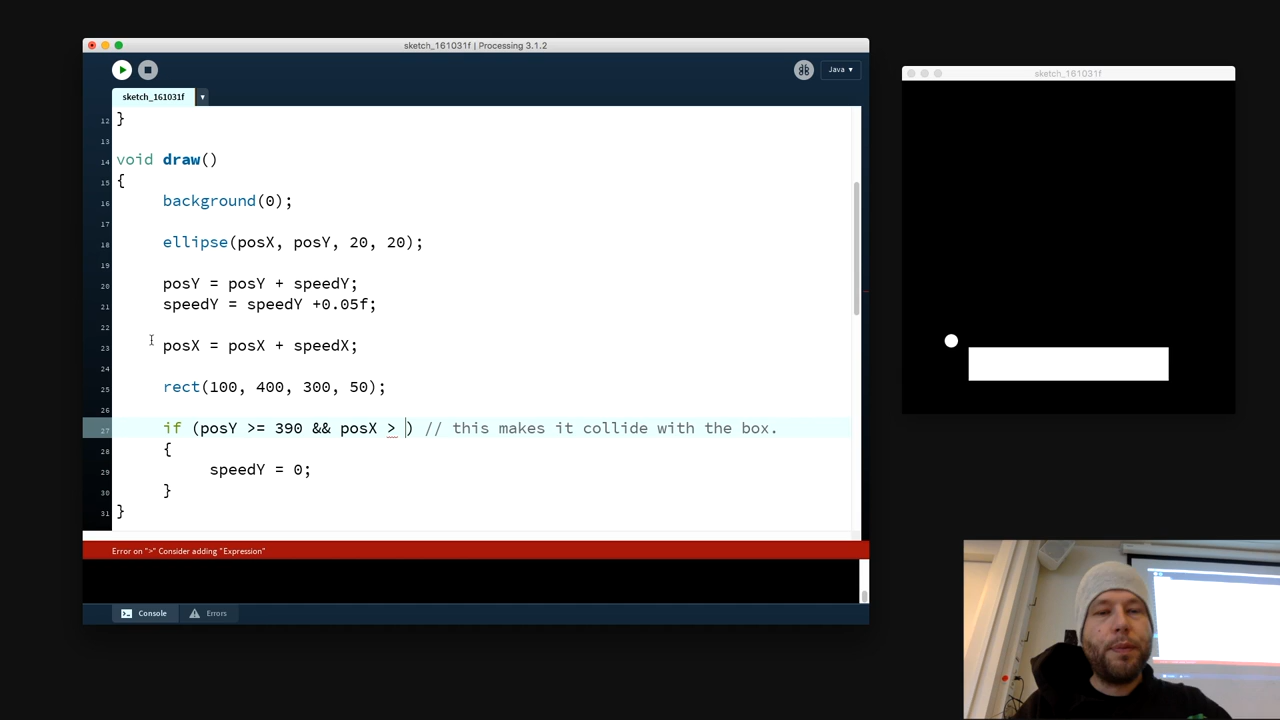 sketch_161031f | Processing 3.1.2
Java ▾
sketch_161031f
12 }
13
14 void draw()
15 {
16 background(0);
17
18 ellipse(posX, posY, 20, 20);
19
20 posY = posY + speedY;
21 speedY = speedY +0.05f;
22
23 posX = posX + speedX;
24
25 rect(100, 400, 300, 50);
26
27 if (posY >= 390 && posX > ) // this makes it collide with the box.
28 {
29 speedY = 0;
30 }
31 }
Error on ">" Consider adding "Expression"
Console
Errors
sketch_161031f